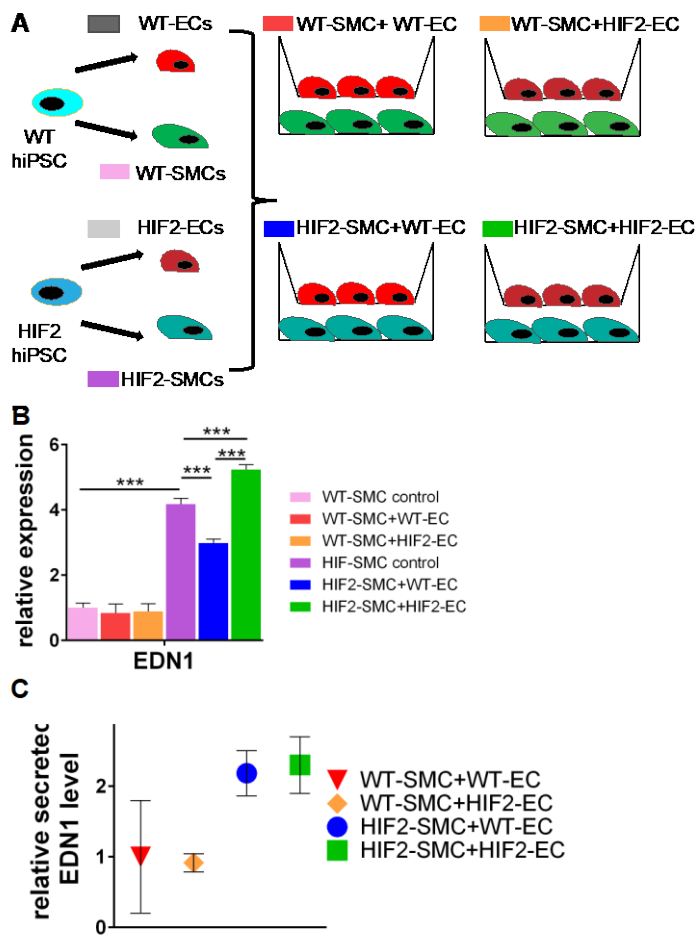 A
WT-ECs
WT-SMC+ WT-EC
WT-SMC+HIF2-EC
WT
hiPSC
WT-SMCs
HIF2-ECs
HIF2-SMC+WT-EC
HIF2-SMC+HIF2-EC
HIF2
hiPSC
HIF2-SMCs
B
relative expression
6
4
2
0
***
***
***
***
EDN1
WT-SMC control
WT-SMC+WT-EC
WT-SMC+HIF2-EC
HIF-SMC control
HIF2-SMC+WT-EC
HIF2-SMC+HIF2-EC
C
relative secreted
EDN1 level
2
1
0
WT-SMC+WT-EC
WT-SMC+HIF2-EC
HIF2-SMC+WT-EC
HIF2-SMC+HIF2-EC